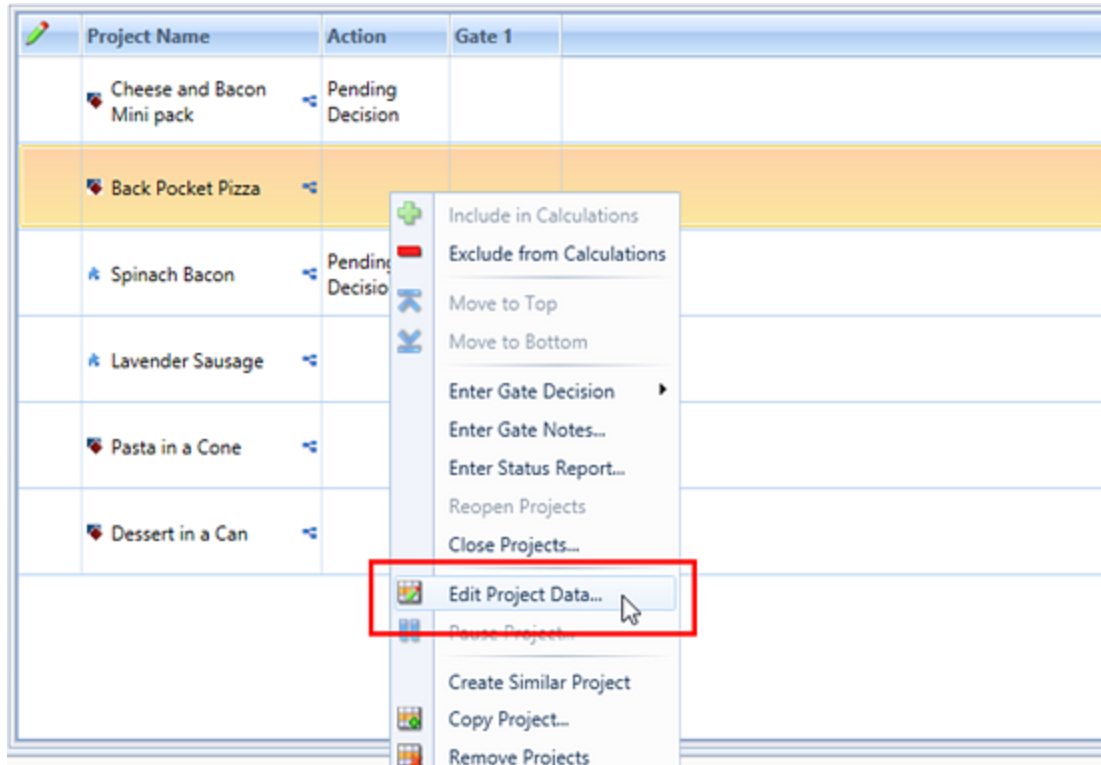 Project Name Action Gate 1
Cheese and Bacon
Mini pack
Pending
Decision
Back Pocket Pizza
Spinach Bacon
Pending
Decisio
Lavender Sausage
Pasta in a Cone
Dessert in a Can
Include in Calculations
Exclude from Calculations
Move to Top
Move to Bottom
Enter Gate Decision
Enter Gate Notes...
Enter Status Report...
Reopen Projects
Close Projects...
Edit Project Data...
Pause Project...
Create Similar Project
Copy Project...
Remove Projects